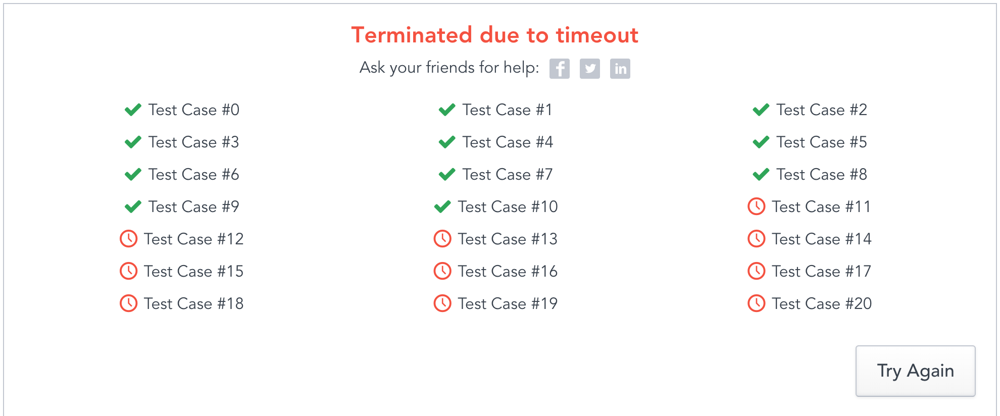 Terminated due to timeout
Ask your friends for help: f in
Test Case #0 Test Case #1 Test Case #2
Test Case #3 Test Case #4 Test Case #5
Test Case #6 Test Case #7 Test Case #8
Test Case #9 Test Case #10 Test Case #11
Test Case #12 Test Case #13 Test Case #14
Test Case #15 Test Case #16 Test Case #17
Test Case #18 Test Case #19 Test Case #20
Try Again